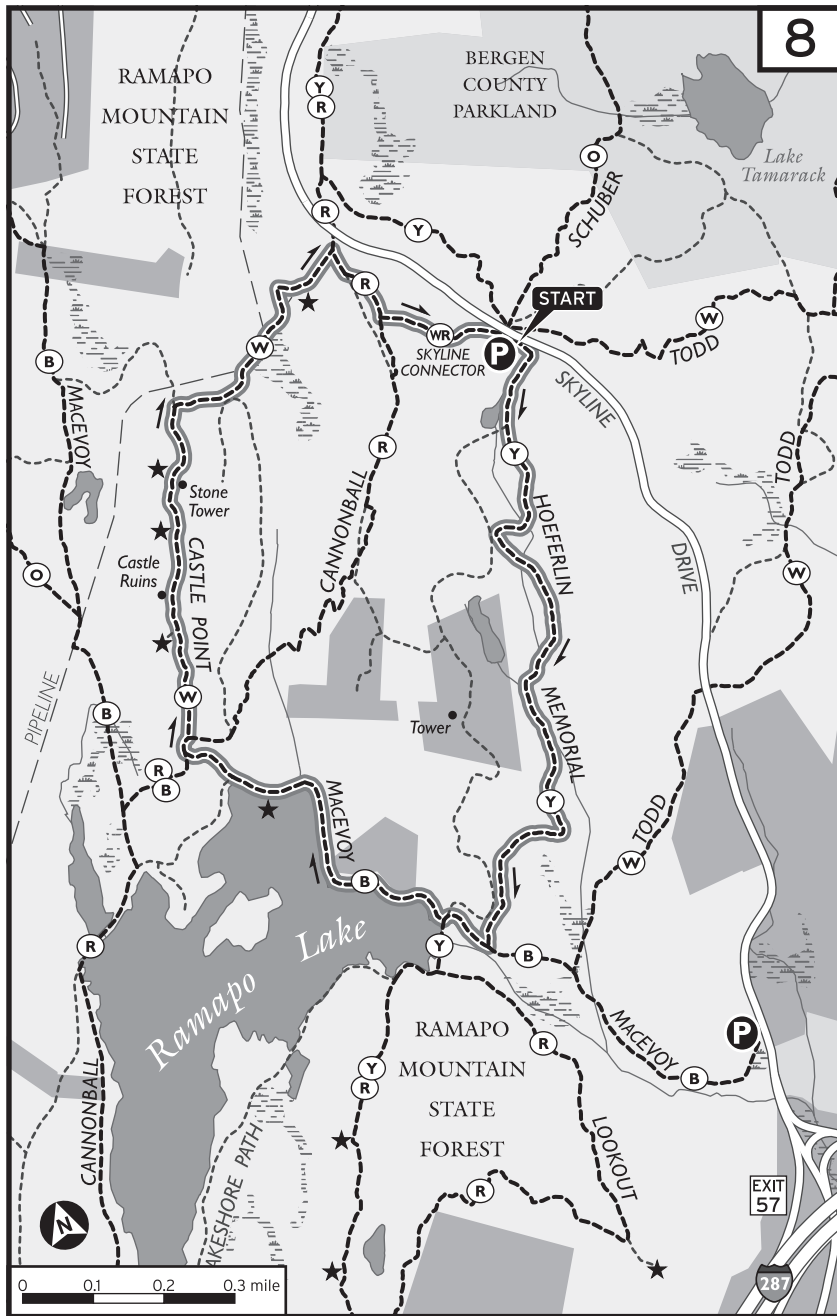 8
RAMAPO
MOUNTAIN
STATE
FOREST
BERGEN
COUNTY
PARKLAND
Lake
Tamarack
Y
R
O
SCHUBER
R
Y
START
R
W
TODD
WR
SKYLINE
CONNECTOR
P
W
SKYLINE
B
MACEVOY
R
Y
TODD
Stone
Tower
HOEFERLIN
CANNONBALL
Castle
Ruins
CASTLE POINT
DRIVE
O
W
W
MEMORIAL
PIPELINE
B
Tower
R
B
MACEVOY
Y
TODD
W
B
R
Y
B
Ramapo Lake
MACEVOY
P
RAMAPO
MOUNTAIN
STATE
FOREST
R
Y
R
B
CANNONBALL
LOOKOUT
AKESHORE PATH
R
EXIT
57
N
0 0.1 0.2 0.3 mile
287